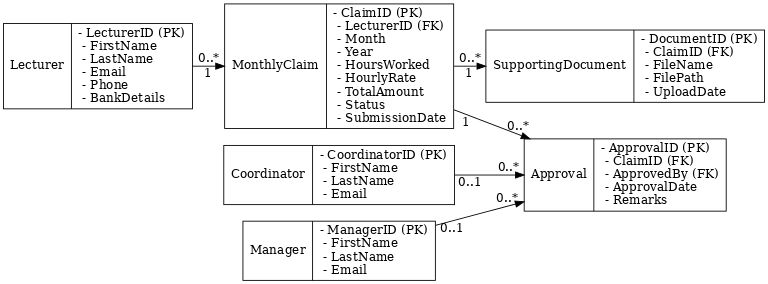 Lecturer
- LecturerID (PK)
- FirstName
- LastName
- Email
- Phone
- BankDetails
0..*
1
MonthlyClaim
- ClaimID (PK)
- LecturerID (FK)
- Month
- Year
- HoursWorked
- HourlyRate
- TotalAmount
- Status
- SubmissionDate
0..*
1
SupportingDocument
- DocumentID (PK)
- ClaimID (FK)
- FileName
- FilePath
- UploadDate
1
0..*
Coordinator
- CoordinatorID (PK)
- FirstName
- LastName
- Email
0..*
0..1
Approval
- ApprovalID (PK)
- ClaimID (FK)
- ApprovedBy (FK)
- ApprovalDate
- Remarks
Manager
- ManagerID (PK)
- FirstName
- LastName
- Email
0..*
0..1